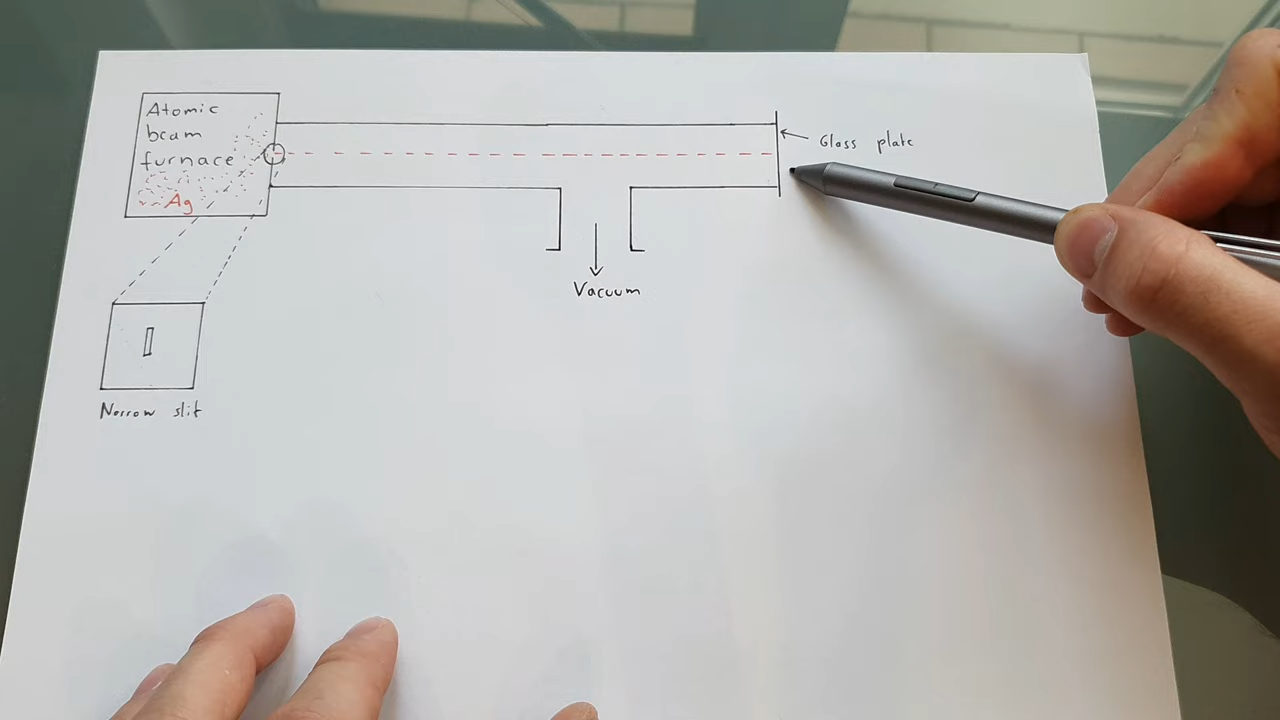 Atomic
beam
furnace
Ag
Glass plate
Vacuum
Narrow slit